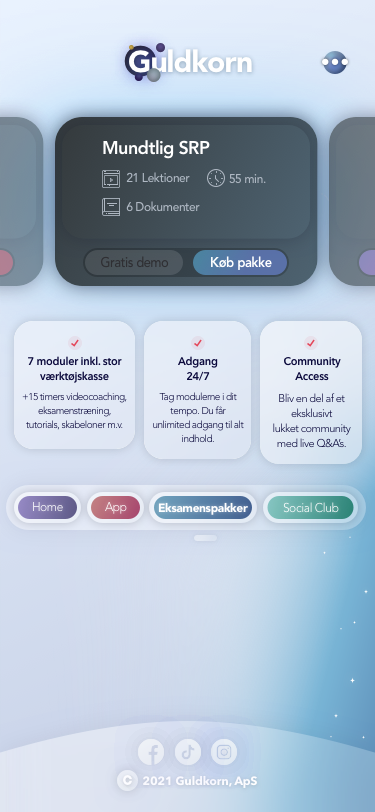 Guldkorn
Mundtlig SRP
21 Lektioner
55 min.
6 Dokumenter
Gratis demo
Køb pakke
7 moduler inkl. stor
værktøjskasse
+15 timers videocoaching,
eksamenstræning,
tutorials, skabeloner m.v.
Adgang
24/7
Tag modulerne i dit
tempo. Du får
unlimited adgang til alt
indhold.
Community
Access
Bliv en del af et
eksklusivt
lukket community
med live Q&A's.
Home
App
Eksamenspakker
Social Club
© 2021 Guldkorn, ApS